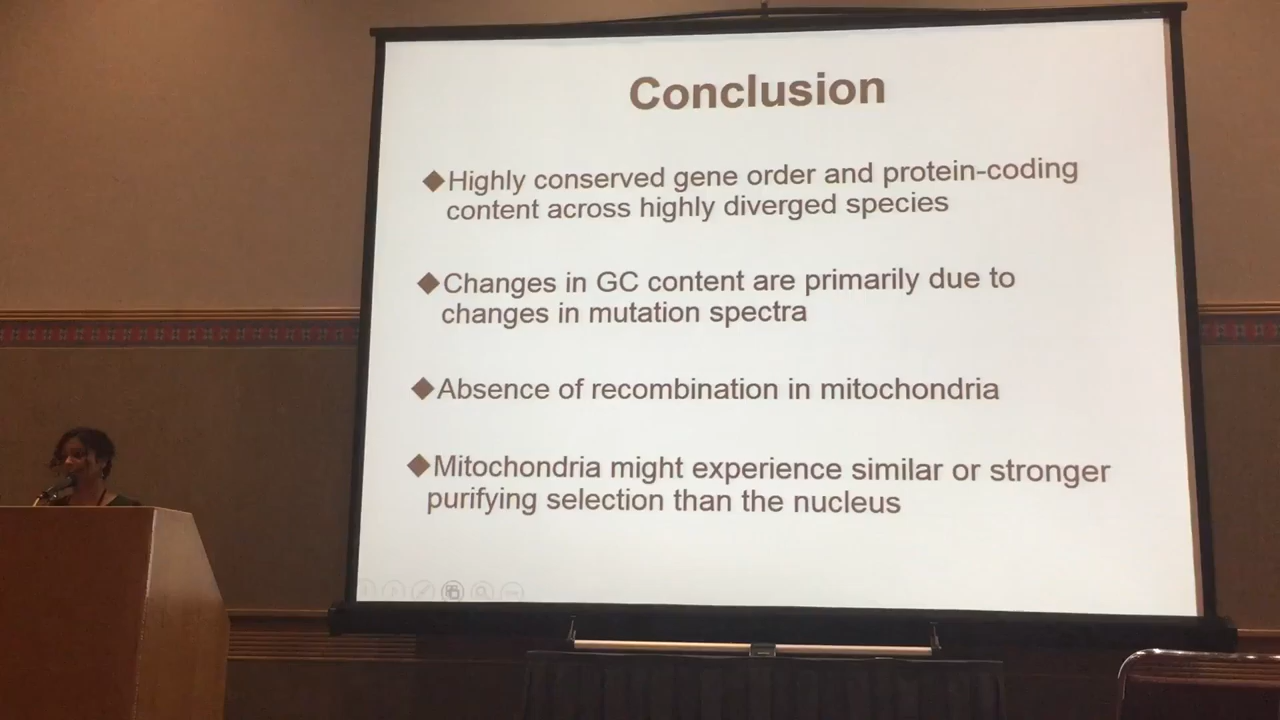 Conclusion
◆Highly conserved gene order and protein-coding
content across highly diverged species
◆Changes in GC content are primarily due to
changes in mutation spectra
◆Absence of recombination in mitochondria
◆Mitochondria might experience similar or stronger
purifying selection than the nucleus